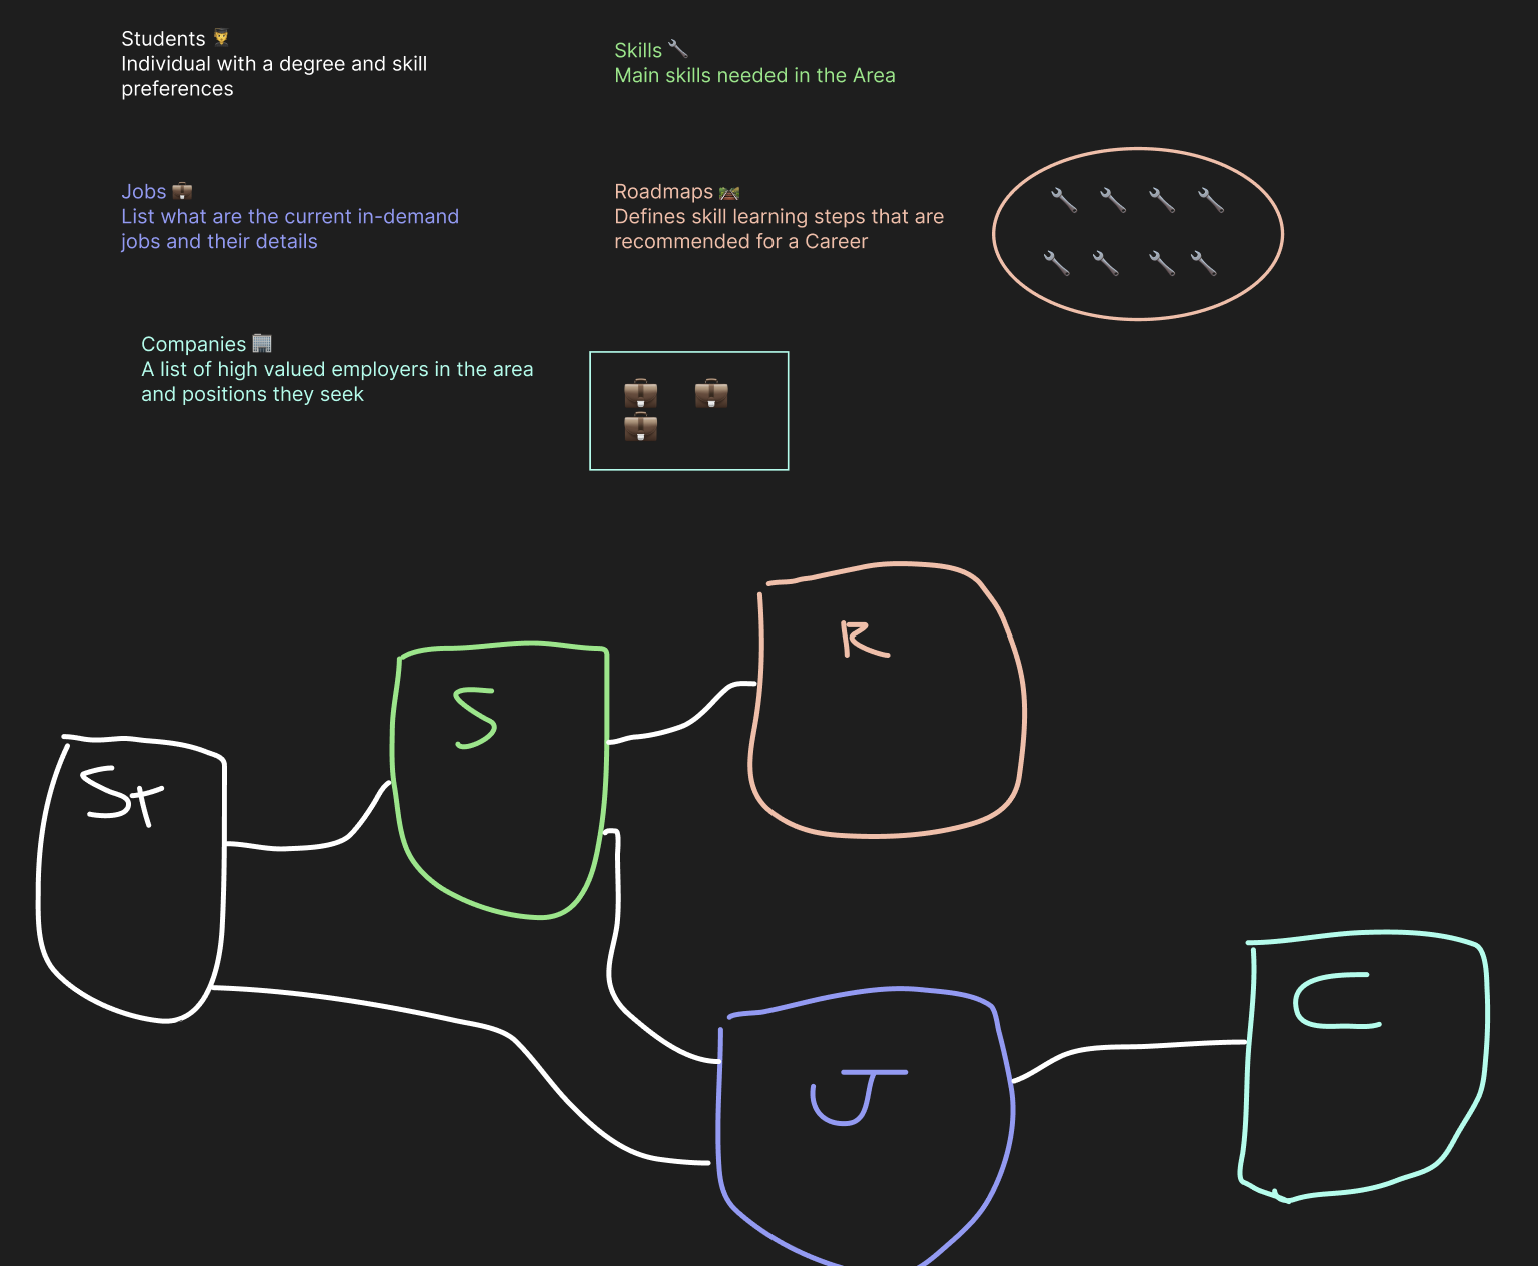 Students 👨‍🎓
Individual with a degree and skill
preferences
Skills 🔧
Main skills needed in the Area
Jobs 💼
List what are the current in-demand
jobs and their details
Roadmaps 🛤️
Defines skill learning steps that are
recommended for a Career
Companies 🏢
A list of high valued employers in the area
and positions they seek
R
S
St
C
J